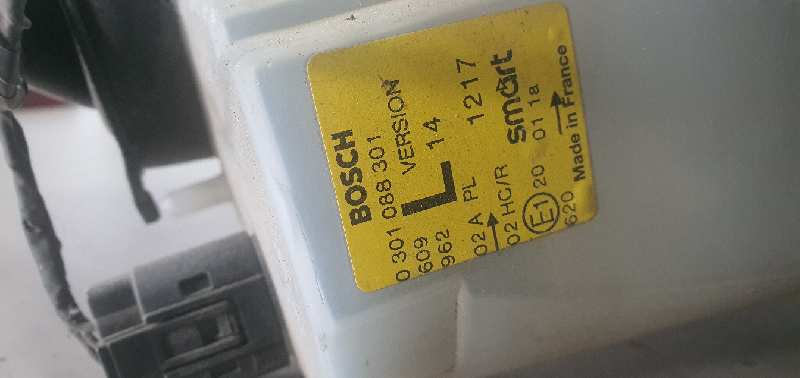 BOSCH
0 301 088 301
609 VERSION
962 L 14
02 A PL 1217
02 HC/R smart
E1 20 01 1a
620 Made in France